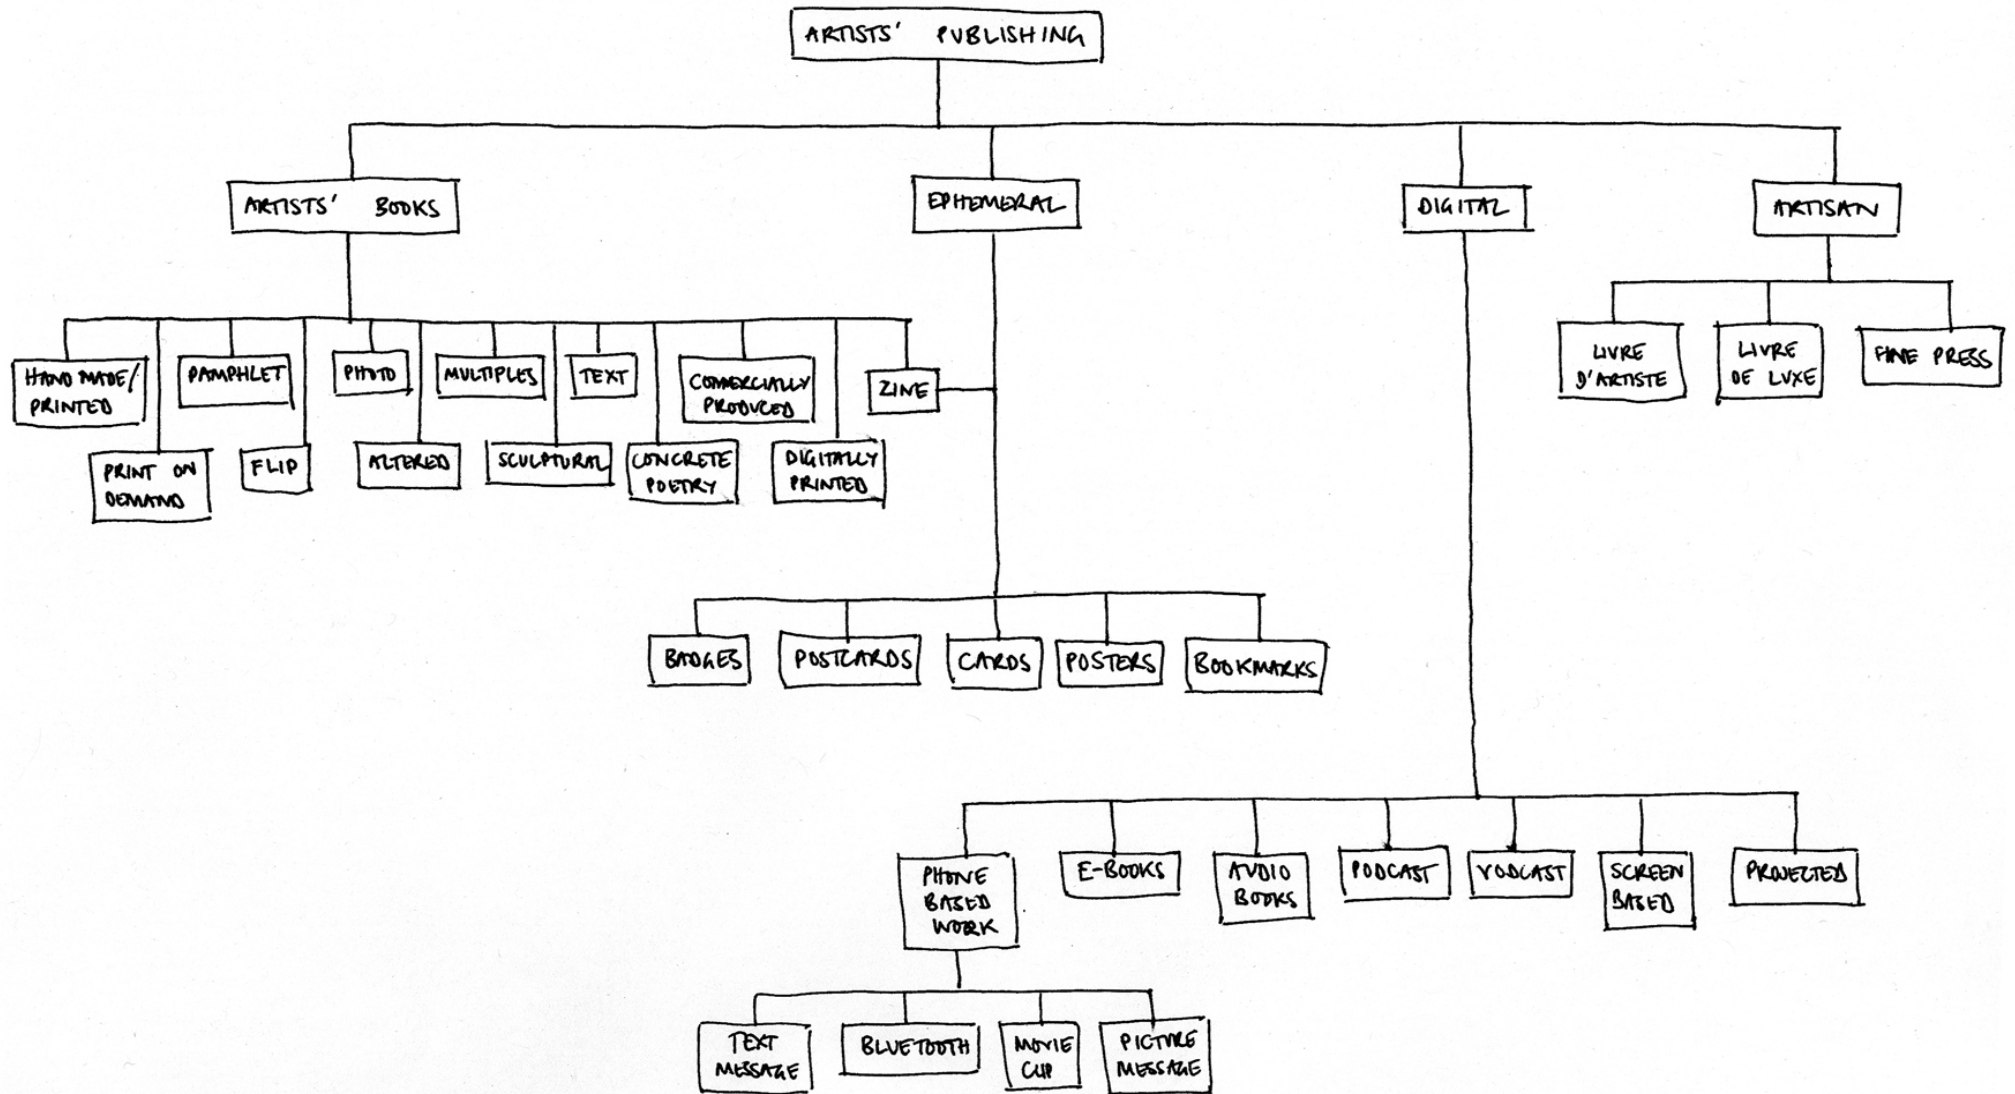 ARTISTS' PUBLISHING
ARTISTS' BOOKS
EPHEMERAL
DIGITAL
ARTISAN
HAND MADE/
PRINTED
PAMPHLET
PHOTO
MULTIPLES
TEXT
COMMERCIALLY
PRODUCED
ZINE
LIVRE
D'ARTISTE
LIVRE
DE LUXE
FINE PRESS
PRINT ON
DEMAND
FLIP
ALTERED
SCULPTURAL
CONCRETE
POETRY
DIGITALLY
PRINTED
BADGES
POSTCARDS
CARDS
POSTERS
BOOKMARKS
PHONE
BASED
WORK
E-BOOKS
AUDIO
BOOKS
PODCAST
VODCAST
SCREEN
BASED
PROJECTED
TEXT
MESSAGE
BLUETOOTH
MOVIE
CLIP
PICTURE
MESSAGE